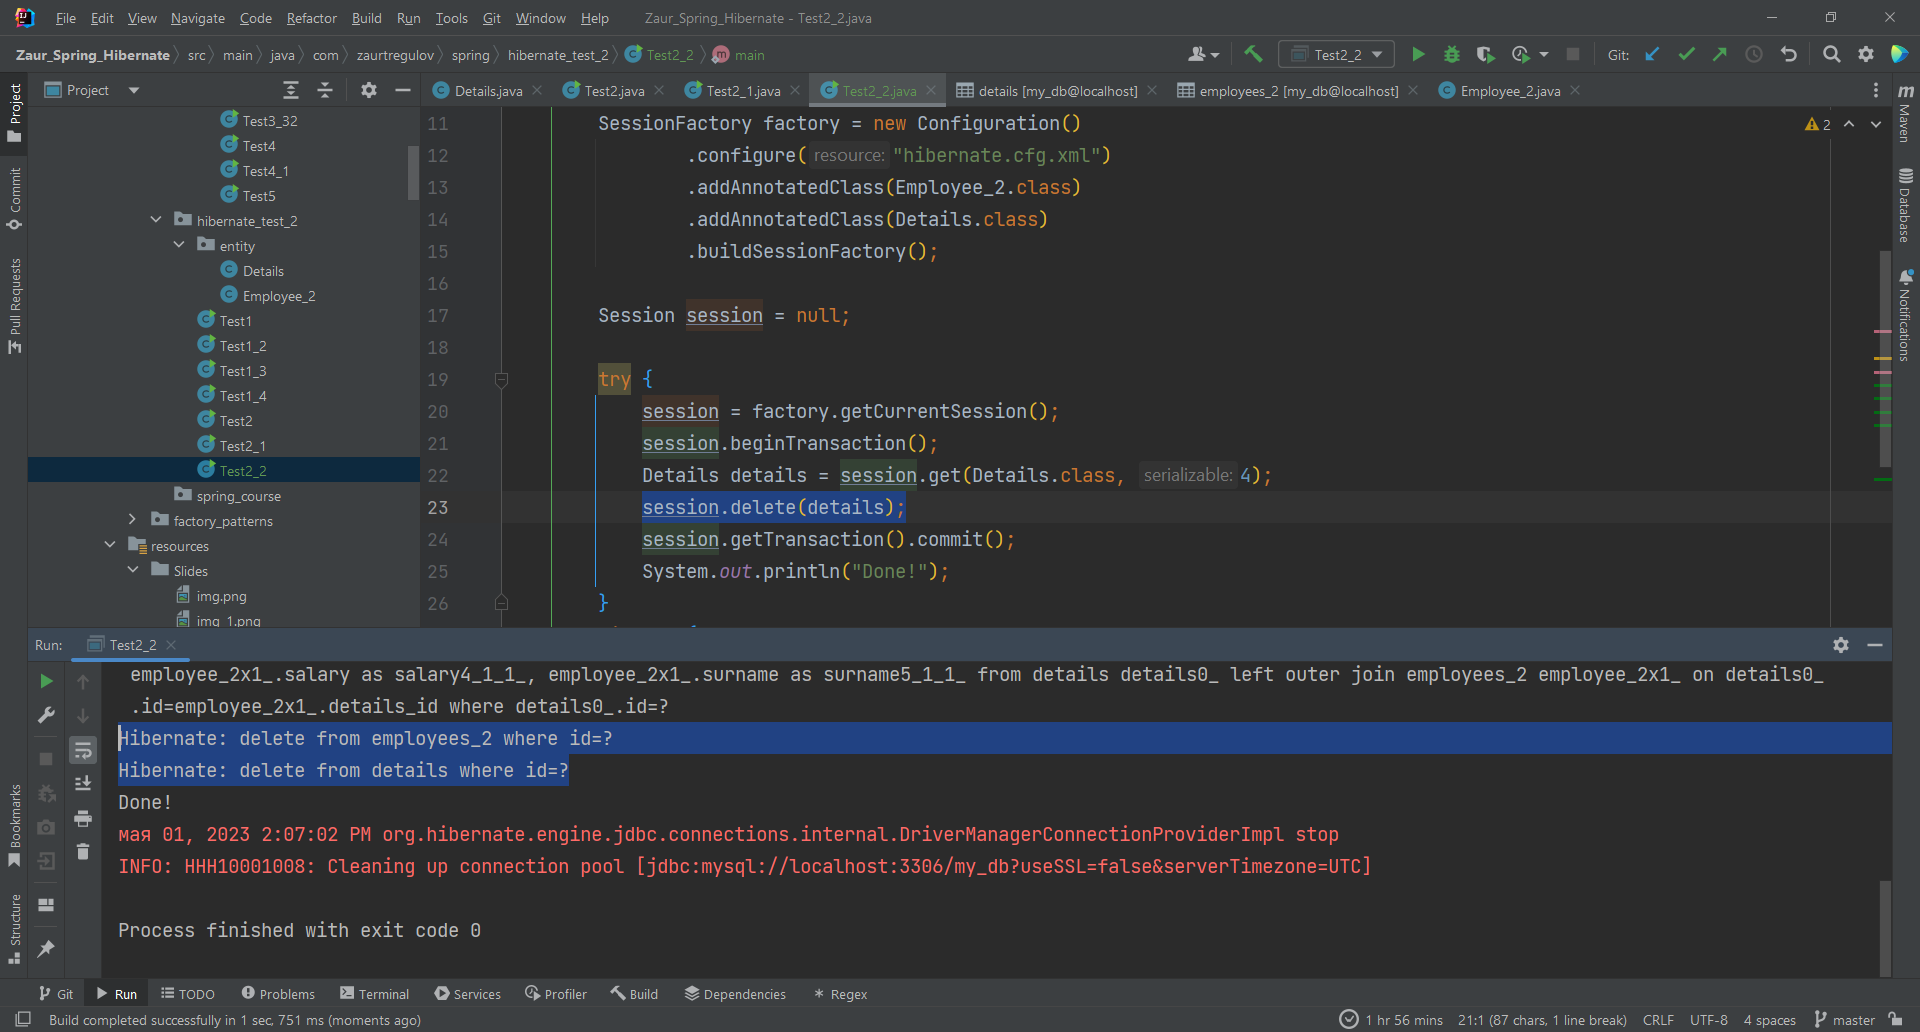 File Edit View Navigate Code Refactor Build Run Tools Git Window Help Zaur_Spring_Hibernate - Test2_2.java
Zaur_Spring_Hibernate src main java com zaurtregulov spring hibernate_test_2 Test2_2 m main Test2_2 Git:
Project
Details.java Test2.java Test2_1.java Test2_2.java details [my_db@localhost] employees_2 [my_db@localhost] Employee_2.java
Project
Commit
Pull Requests
Bookmarks
Structure
Test3_32
Test4
Test4_1
Test5
hibernate_test_2
entity
Details
Employee_2
Test1
Test1_2
Test1_3
Test1_4
Test2
Test2_1
Test2_2
spring_course
factory_patterns
resources
Slides
img.png
img_1.png
11 SessionFactory factory = new Configuration()
12 .configure( resource: "hibernate.cfg.xml")
13 .addAnnotatedClass(Employee_2.class)
14 .addAnnotatedClass(Details.class)
15 .buildSessionFactory();
16
17 Session session = null;
18
19 try {
20 session = factory.getCurrentSession();
21 session.beginTransaction();
22 Details details = session.get(Details.class, serializable: 4);
23 session.delete(details);
24 session.getTransaction().commit();
25 System.out.println("Done!");
26 }
2
m Maven
Database
Notifications
Run: Test2_2
employee_2x1_.salary as salary4_1_1_, employee_2x1_.surname as surname5_1_1_ from details details0_ left outer join employees_2 employee_2x1_ on details0_
.id=employee_2x1_.details_id where details0_.id=?
Hibernate: delete from employees_2 where id=?
Hibernate: delete from details where id=?
Done!
мая 01, 2023 2:07:02 PM org.hibernate.engine.jdbc.connections.internal.DriverManagerConnectionProviderImpl stop
INFO: HHH10001008: Cleaning up connection pool [jdbc:mysql://localhost:3306/my_db?useSSL=false&serverTimezone=UTC]
Process finished with exit code 0
Git Run TODO Problems Terminal Services Profiler Build Dependencies Regex
Build completed successfully in 1 sec, 751 ms (moments ago) 1 hr 56 mins 21:1 (87 chars, 1 line break) CRLF UTF-8 4 spaces master